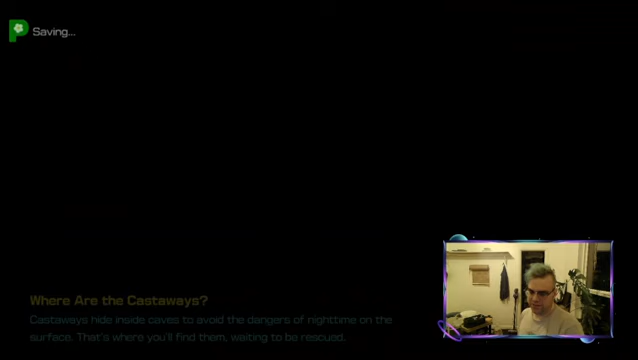 Saving...
Where Are the Castaways?
Castaways hide inside caves to avoid the dangers of nighttime on the
surface. That's where you'll find them, waiting to be rescued.